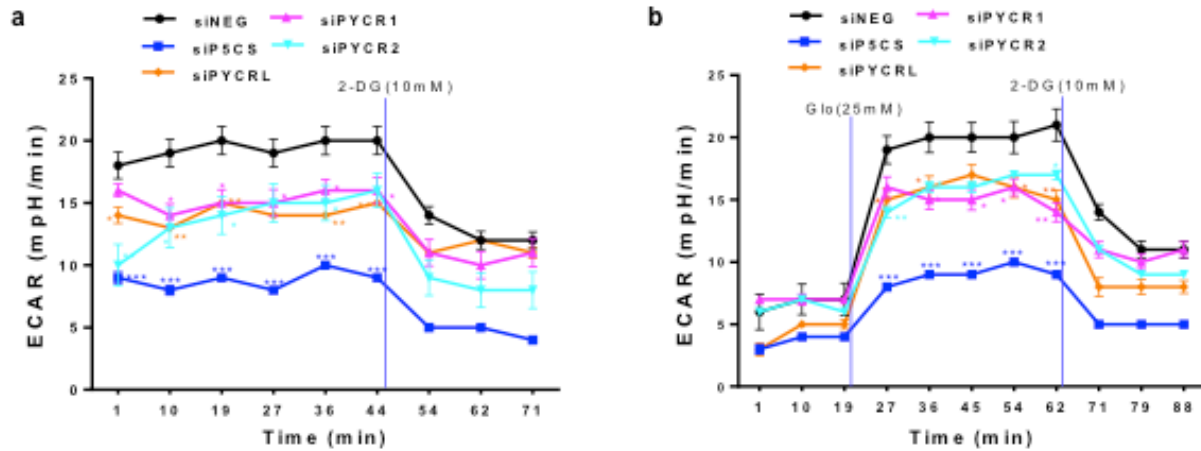 a
siNEG siPYCR1
siP5CS siPYCR2
siPYCRL
2-DG(10mM)
25
20
15
10
5
0
ECAR (mpH/min)
1 10 19 27 36 44 54 62 71
Time (min)
b
siNEG siPYCR1
siP5CS siPYCR2
siPYCRL
2-DG(10mM)
Glo(25mM)
25
20
15
10
5
0
ECAR (mpH/min)
1 10 19 27 36 45 54 62 71 79 88
Time (min)